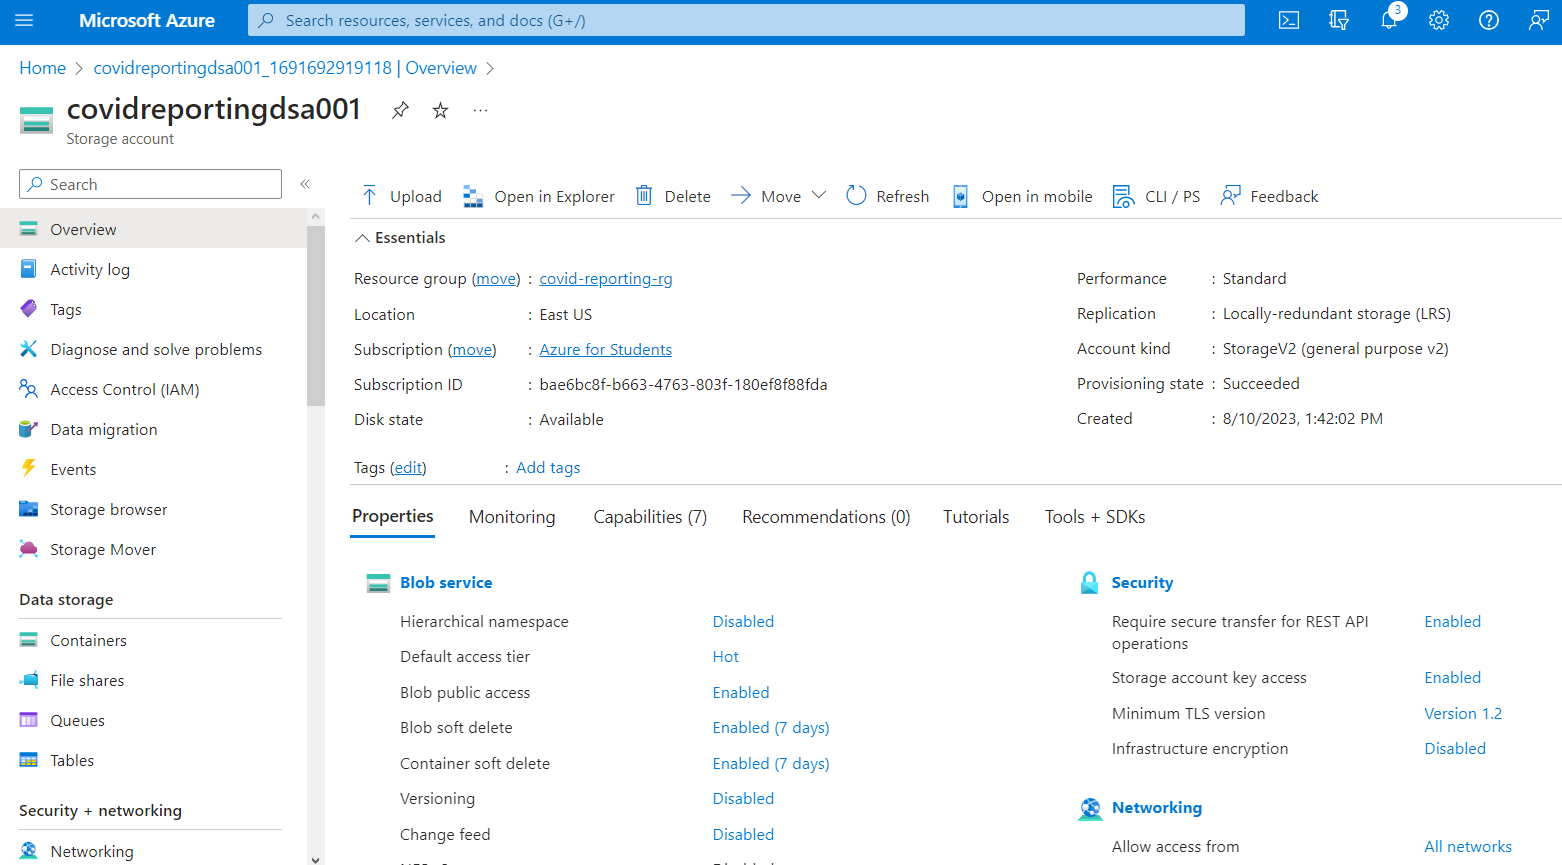 Microsoft Azure
Search resources, services, and docs (G+/)
3
Home > covidreportingdsa001_1691692919118 | Overview >
covidreportingdsa001
Storage account
Search
Overview
Activity log
Tags
Diagnose and solve problems
Access Control (IAM)
Data migration
Events
Storage browser
Storage Mover
Data storage
Containers
File shares
Queues
Tables
Security + networking
Networking
Upload Open in Explorer Delete Move Refresh Open in mobile CLI / PS Feedback
Essentials
Resource group (move) : covid-reporting-rg
Location : East US
Subscription (move) : Azure for Students
Subscription ID : bae6bc8f-b663-4763-803f-180ef8f88fda
Disk state : Available
Performance : Standard
Replication : Locally-redundant storage (LRS)
Account kind : StorageV2 (general purpose v2)
Provisioning state : Succeeded
Created : 8/10/2023, 1:42:02 PM
Tags (edit) : Add tags
Properties Monitoring Capabilities (7) Recommendations (0) Tutorials Tools + SDKs
Blob service
Hierarchical namespace Disabled
Default access tier Hot
Blob public access Enabled
Blob soft delete Enabled (7 days)
Container soft delete Enabled (7 days)
Versioning Disabled
Change feed Disabled
Security
Require secure transfer for REST API Enabled
operations
Storage account key access Enabled
Minimum TLS version Version 1.2
Infrastructure encryption Disabled
Networking
Allow access from All networks